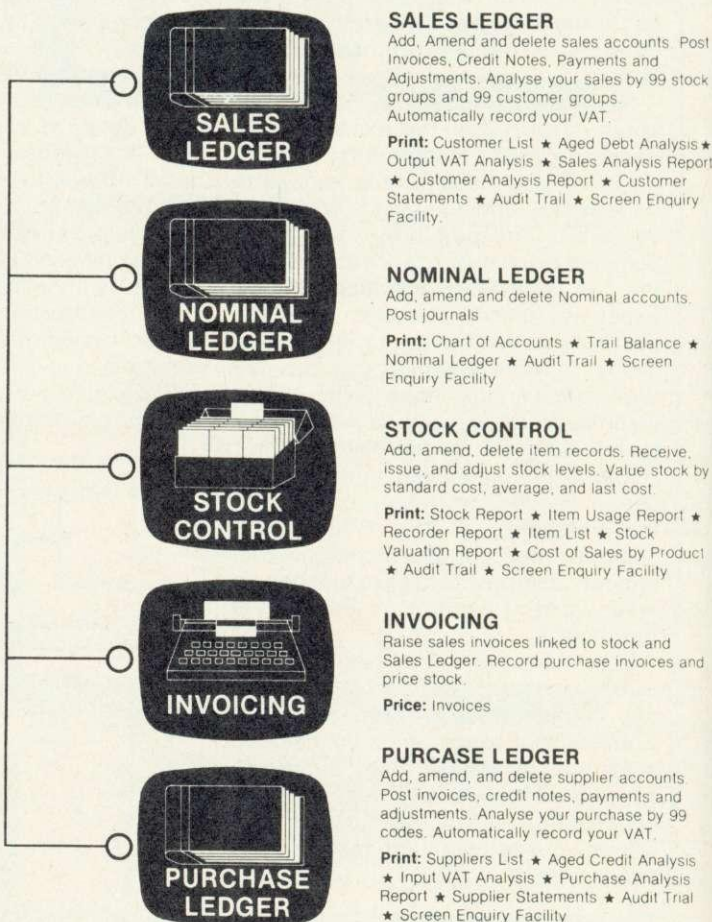 SALES
LEDGER
SALES LEDGER
Add, Amend and delete sales accounts. Post
Invoices, Credit Notes, Payments and
Adjustments. Analyse your sales by 99 stock
groups and 99 customer groups.
Automatically record your VAT.
Print: Customer List ★ Aged Debt Analysis ★
Output VAT Analysis ★ Sales Analysis Report
★ Customer Analysis Report ★ Customer
Statements ★ Audit Trail ★ Screen Enquiry
Facility.
NOMINAL
LEDGER
NOMINAL LEDGER
Add, amend and delete Nominal accounts.
Post journals
Print: Chart of Accounts ★ Trail Balance ★
Nominal Ledger ★ Audit Trail ★ Screen
Enquiry Facility
STOCK
CONTROL
STOCK CONTROL
Add, amend, delete item records. Receive,
issue, and adjust stock levels. Value stock by
standard cost, average, and last cost.
Print: Stock Report ★ Item Usage Report ★
Recorder Report ★ Item List ★ Stock
Valuation Report ★ Cost of Sales by Product
★ Audit Trail ★ Screen Enquiry Facility
INVOICING
INVOICING
Raise sales invoices linked to stock and
Sales Ledger. Record purchase invoices and
price stock.
Price: Invoices
PURCHASE
LEDGER
PURCASE LEDGER
Add, amend, and delete supplier accounts.
Post invoices, credit notes, payments and
adjustments. Analyse your purchase by 99
codes. Automatically record your VAT.
Print: Suppliers List ★ Aged Credit Analysis
★ Input VAT Analysis ★ Purchase Analysis
Report ★ Supplier Statements ★ Audit Trial
★ Screen Enquiry Facility